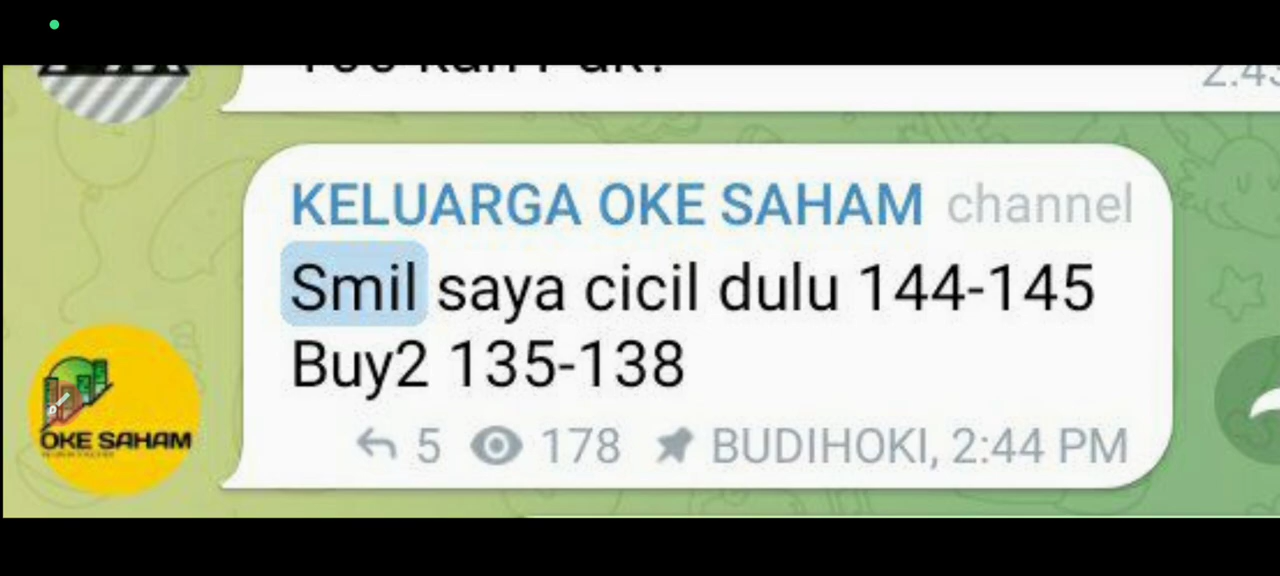 KELUARGA OKE SAHAM channel
Smil saya cicil dulu 144-145
Buy2 135-138
5 178 BUDIHOKI, 2:44 PM
OKE SAHAM